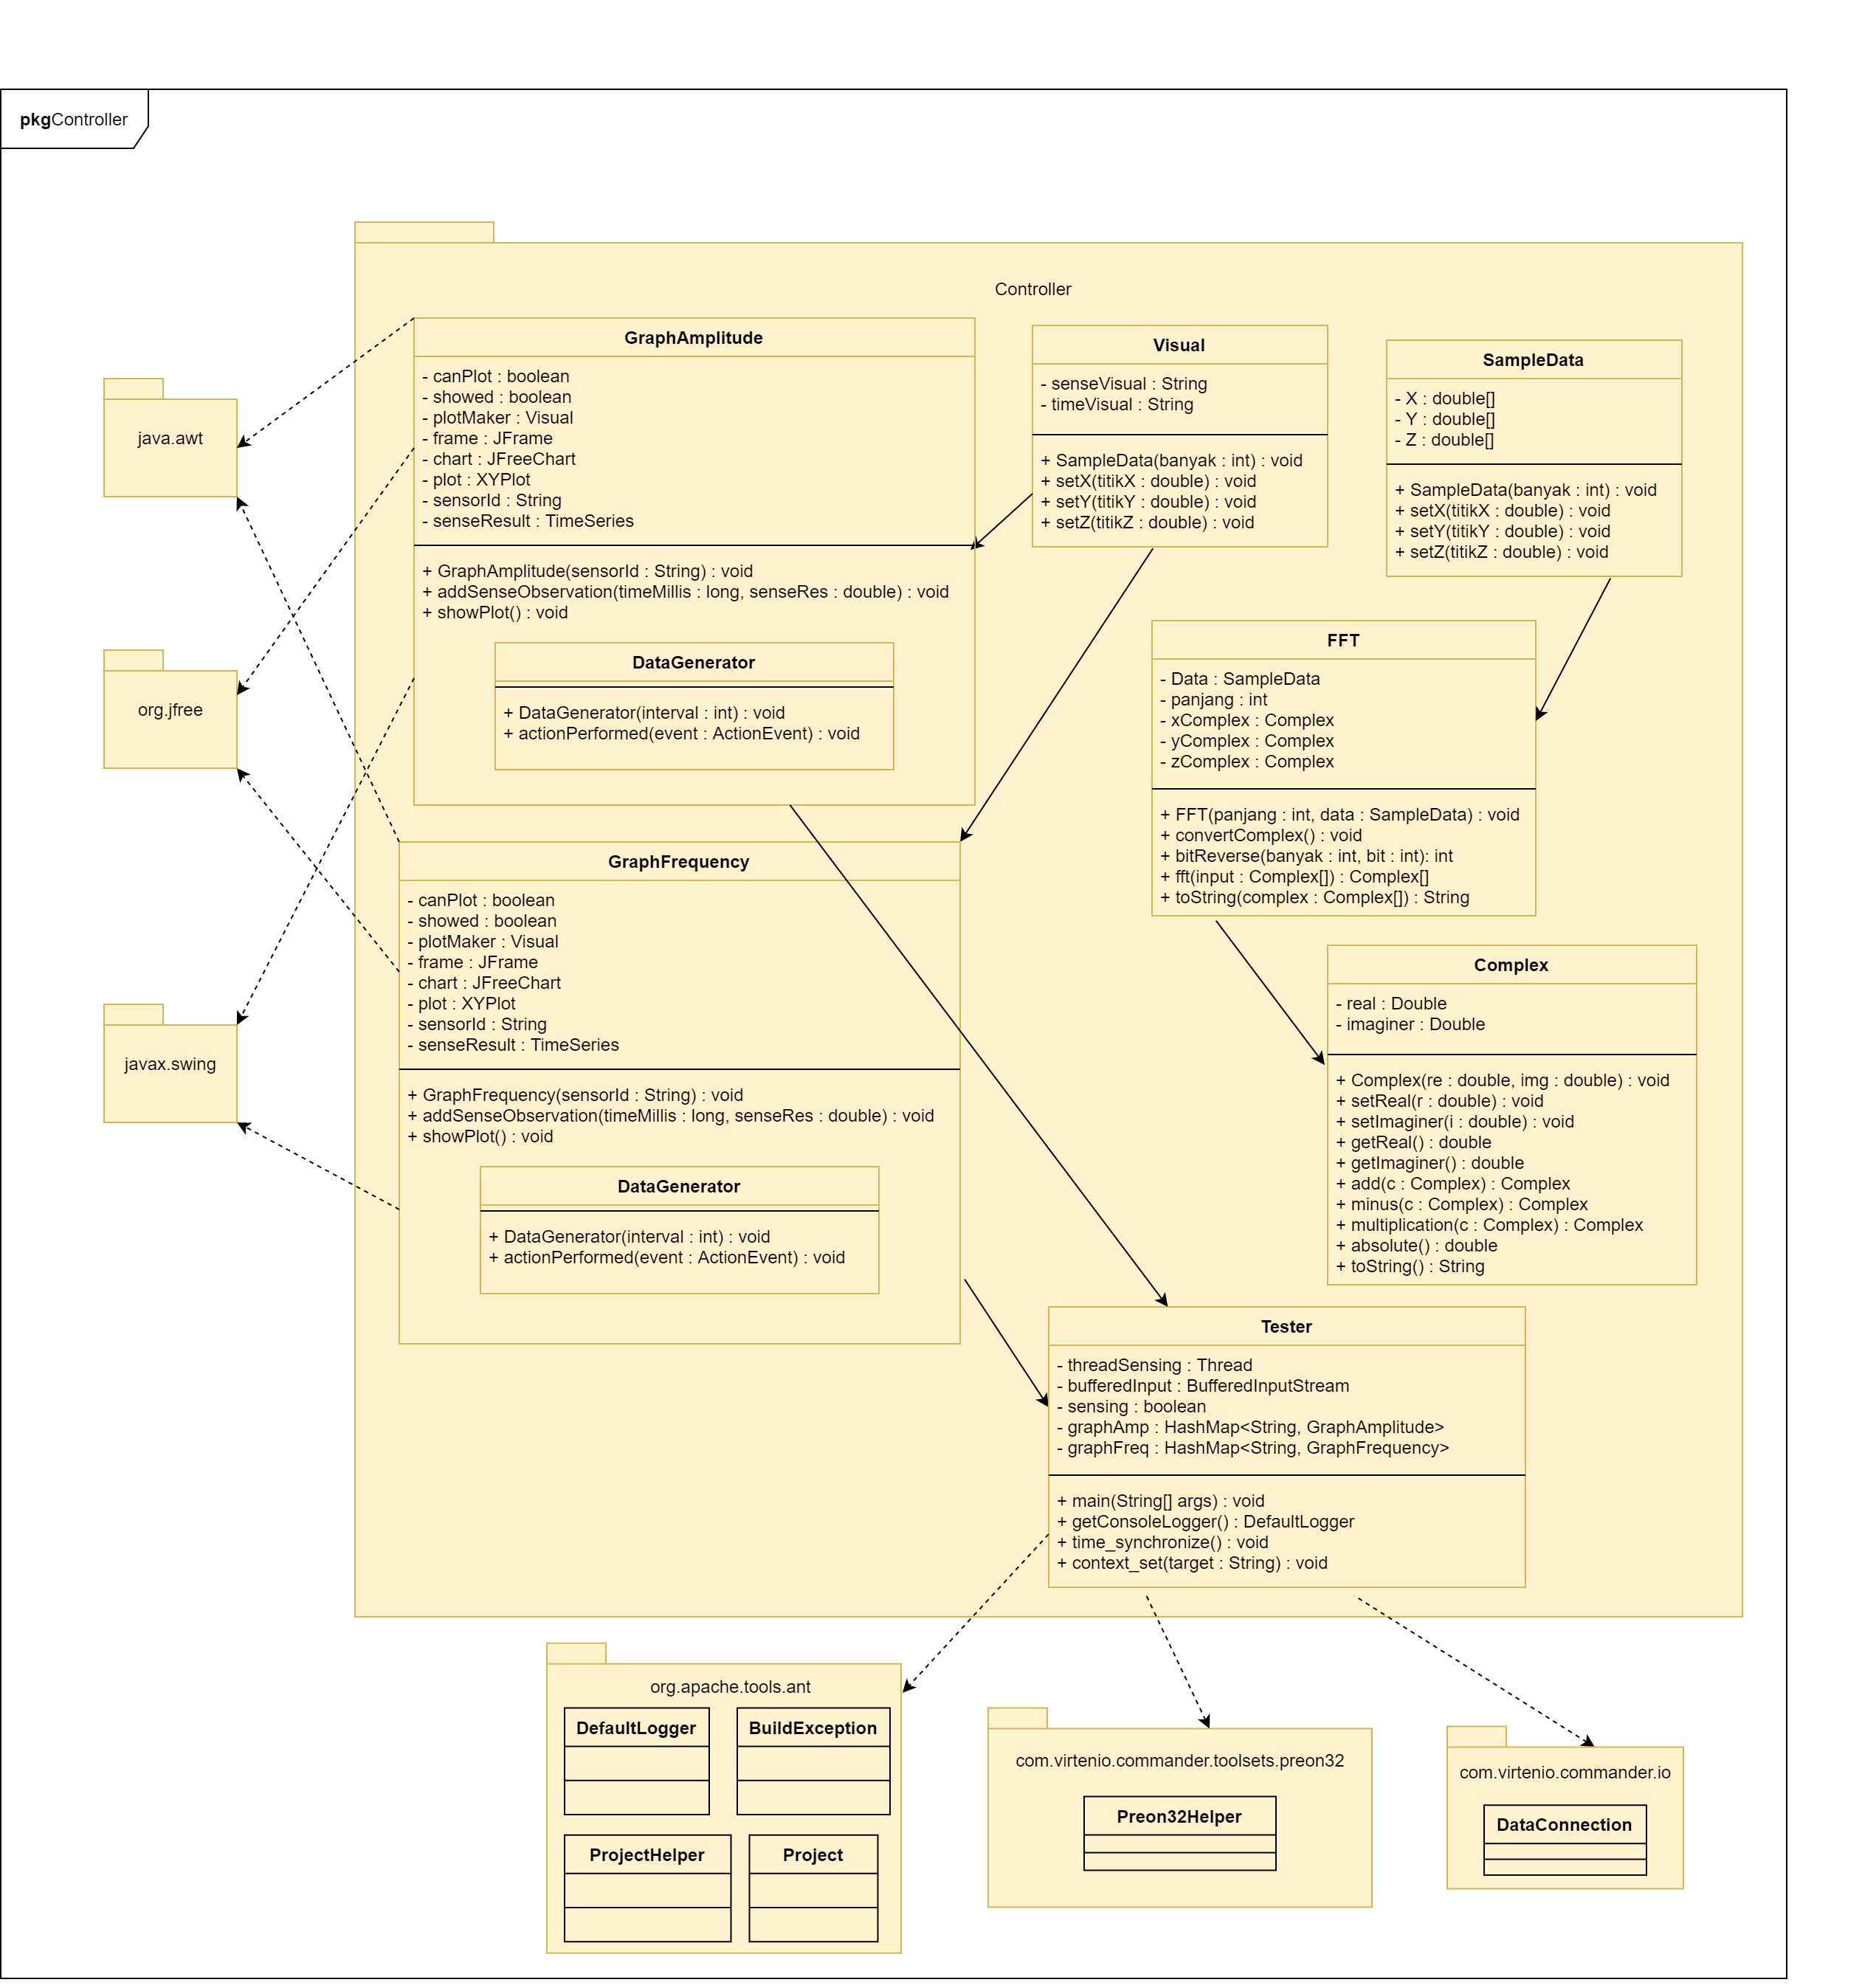 pkgController
Controller
GraphAmplitude
- canPlot : boolean
- showed : boolean
- plotMaker : Visual
- frame : JFrame
- chart : JFreeChart
- plot : XYPlot
- sensorId : String
- senseResult : TimeSeries
+ GraphAmplitude(sensorId : String) : void
+ addSenseObservation(timeMillis : long, senseRes : double) : void
+ showPlot() : void
DataGenerator
+ DataGenerator(interval : int) : void
+ actionPerformed(event : ActionEvent) : void
Visual
- senseVisual : String
- timeVisual : String
+ SampleData(banyak : int) : void
+ setX(titikX : double) : void
+ setY(titikY : double) : void
+ setZ(titikZ : double) : void
SampleData
- X : double[]
- Y : double[]
- Z : double[]
+ SampleData(banyak : int) : void
+ setX(titikX : double) : void
+ setY(titikY : double) : void
+ setZ(titikZ : double) : void
java.awt
org.jfree
javax.swing
FFT
- Data : SampleData
- panjang : int
- xComplex : Complex
- yComplex : Complex
- zComplex : Complex
+ FFT(panjang : int, data : SampleData) : void
+ convertComplex() : void
+ bitReverse(banyak : int, bit : int): int
+ fft(input : Complex[]) : Complex[]
+ toString(complex : Complex[]) : String
GraphFrequency
- canPlot : boolean
- showed : boolean
- plotMaker : Visual
- frame : JFrame
- chart : JFreeChart
- plot : XYPlot
- sensorId : String
- senseResult : TimeSeries
+ GraphFrequency(sensorId : String) : void
+ addSenseObservation(timeMillis : long, senseRes : double) : void
+ showPlot() : void
DataGenerator
+ DataGenerator(interval : int) : void
+ actionPerformed(event : ActionEvent) : void
Complex
- real : Double
- imaginer : Double
+ Complex(re : double, img : double) : void
+ setReal(r : double) : void
+ setImaginer(i : double) : void
+ getReal() : double
+ getImaginer() : double
+ add(c : Complex) : Complex
+ minus(c : Complex) : Complex
+ multiplication(c : Complex) : Complex
+ absolute() : double
+ toString() : String
Tester
- threadSensing : Thread
- bufferedInput : BufferedInputStream
- sensing : boolean
- graphAmp : HashMap<String, GraphAmplitude>
- graphFreq : HashMap<String, GraphFrequency>
+ main(String[] args) : void
+ getConsoleLogger() : DefaultLogger
+ time_synchronize() : void
+ context_set(target : String) : void
org.apache.tools.ant
DefaultLogger
BuildException
ProjectHelper
Project
com.virtenio.commander.toolsets.preon32
Preon32Helper
com.virtenio.commander.io
DataConnection